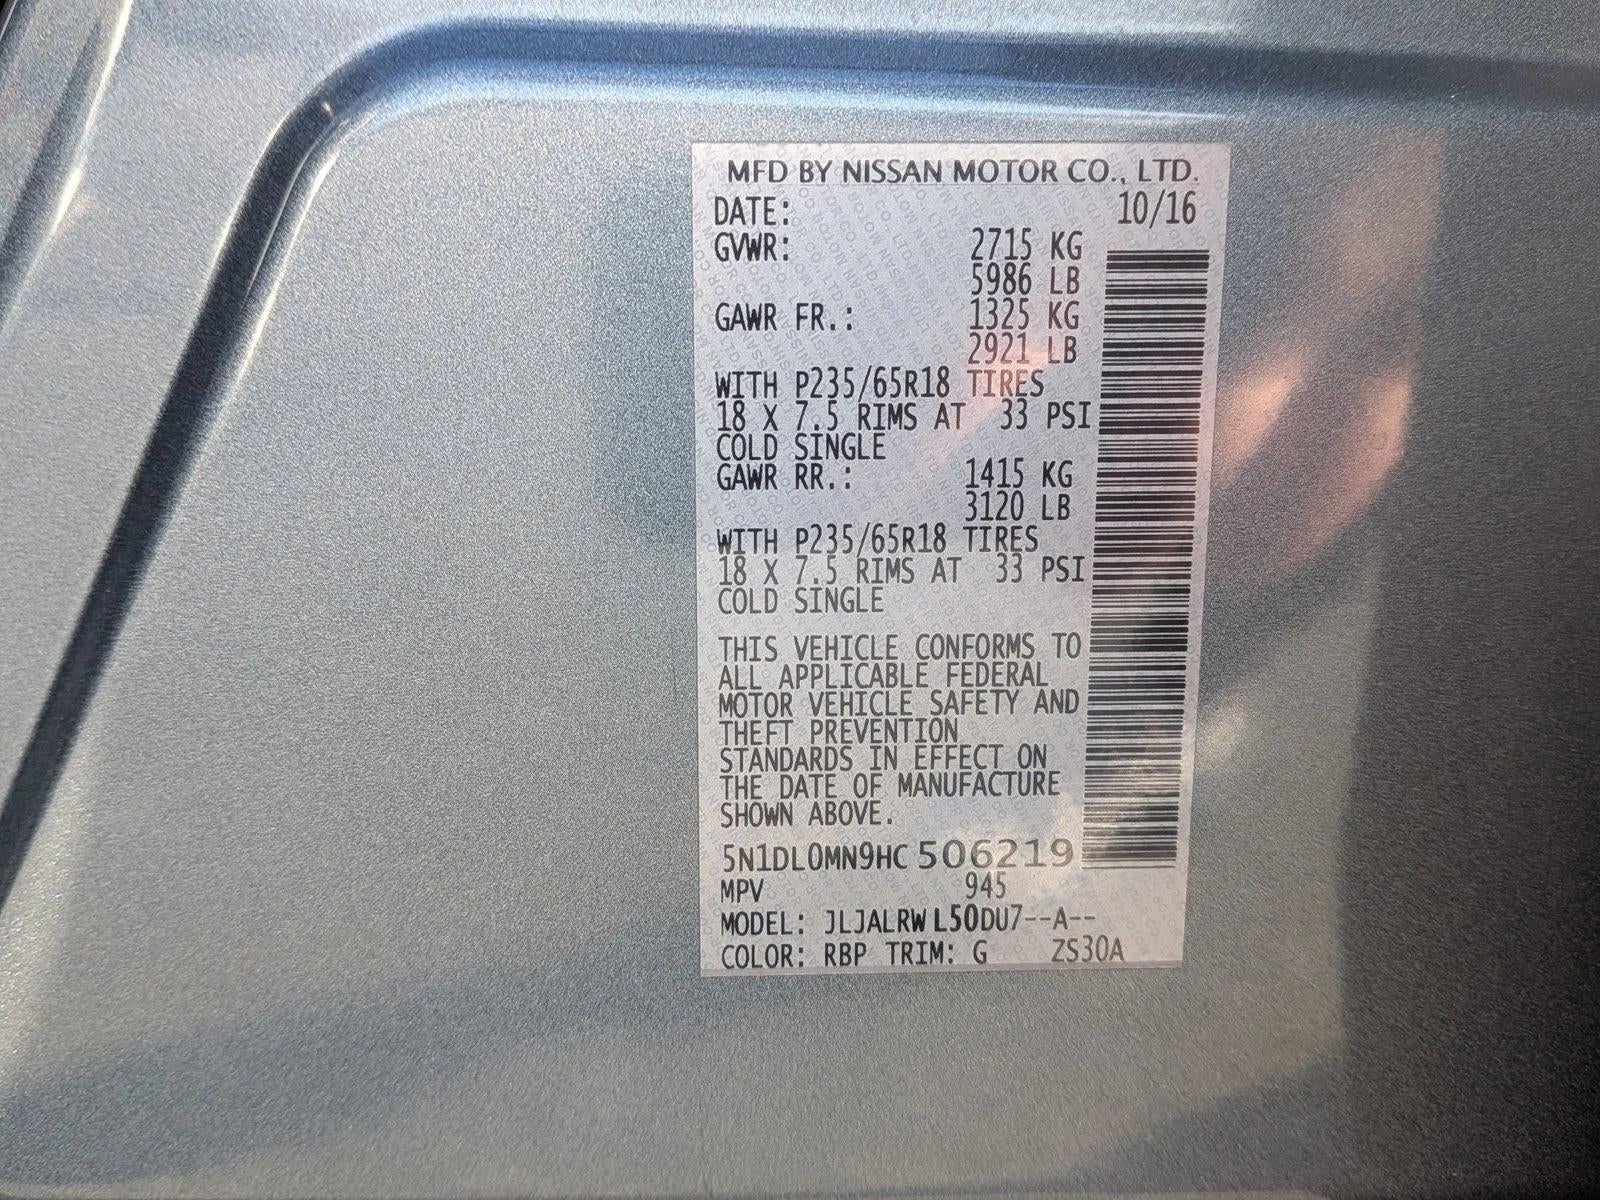 MFD BY NISSAN MOTOR CO., LTD.
DATE: 10/16
GVWR: 2715 KG
5986 LB
GAWR FR.: 1325 KG
2921 LB
WITH P235/65R18 TIRES
18 X 7.5 RIMS AT 33 PSI
COLD SINGLE
GAWR RR.: 1415 KG
3120 LB
WITH P235/65R18 TIRES
18 X 7.5 RIMS AT 33 PSI
COLD SINGLE
THIS VEHICLE CONFORMS TO
ALL APPLICABLE FEDERAL
MOTOR VEHICLE SAFETY AND
THEFT PREVENTION
STANDARDS IN EFFECT ON
THE DATE OF MANUFACTURE
SHOWN ABOVE.
5N1DL0MN9HC506219
MPV 945
MODEL: JLJALRWL50DU7--A--
COLOR: RBP TRIM: G ZS30A